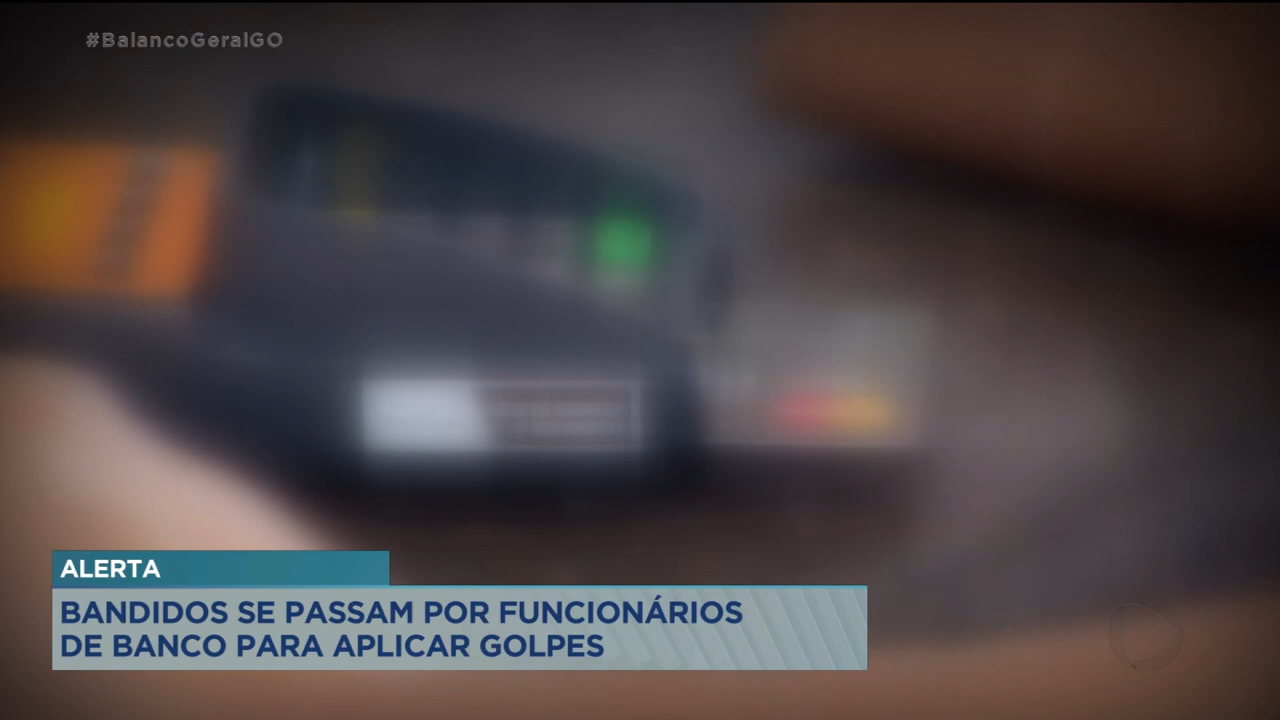 #BalancoGeralGO
ALERTA
BANDIDOS SE PASSAM POR FUNCIONÁRIOS
DE BANCO PARA APLICAR GOLPES